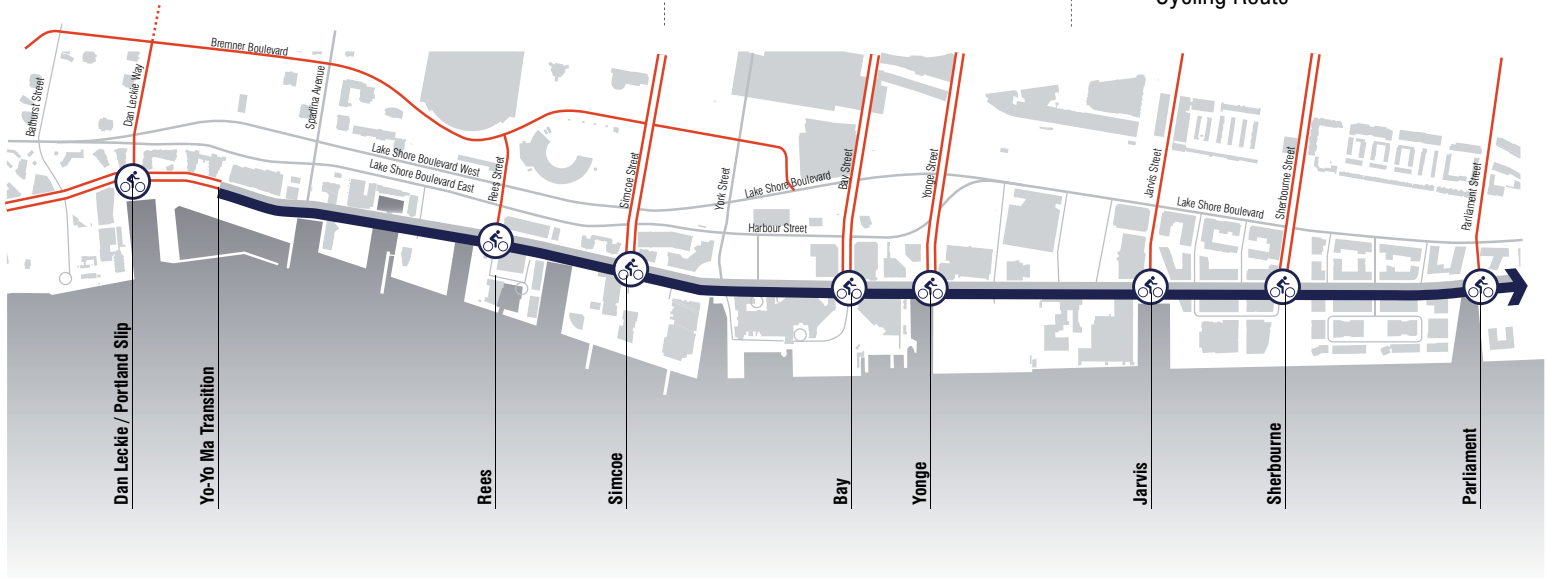 Cycling Route
Bremner Boulevard
Bathurst Street
Dan Leckie Way
Spadina Avenue
Lake Shore Boulevard West
Lake Shore Boulevard East
Rees Street
Simcoe Street
York Street
Lake Shore Boulevard
Harbour Street
Bay Street
Yonge Street
Jarvis Street
Lake Shore Boulevard
Sherbourne Street
Parliament Street
Dan Leckie / Portland Slip
Yo-Yo Ma Transition
Rees
Simcoe
Bay
Yonge
Jarvis
Sherbourne
Parliament